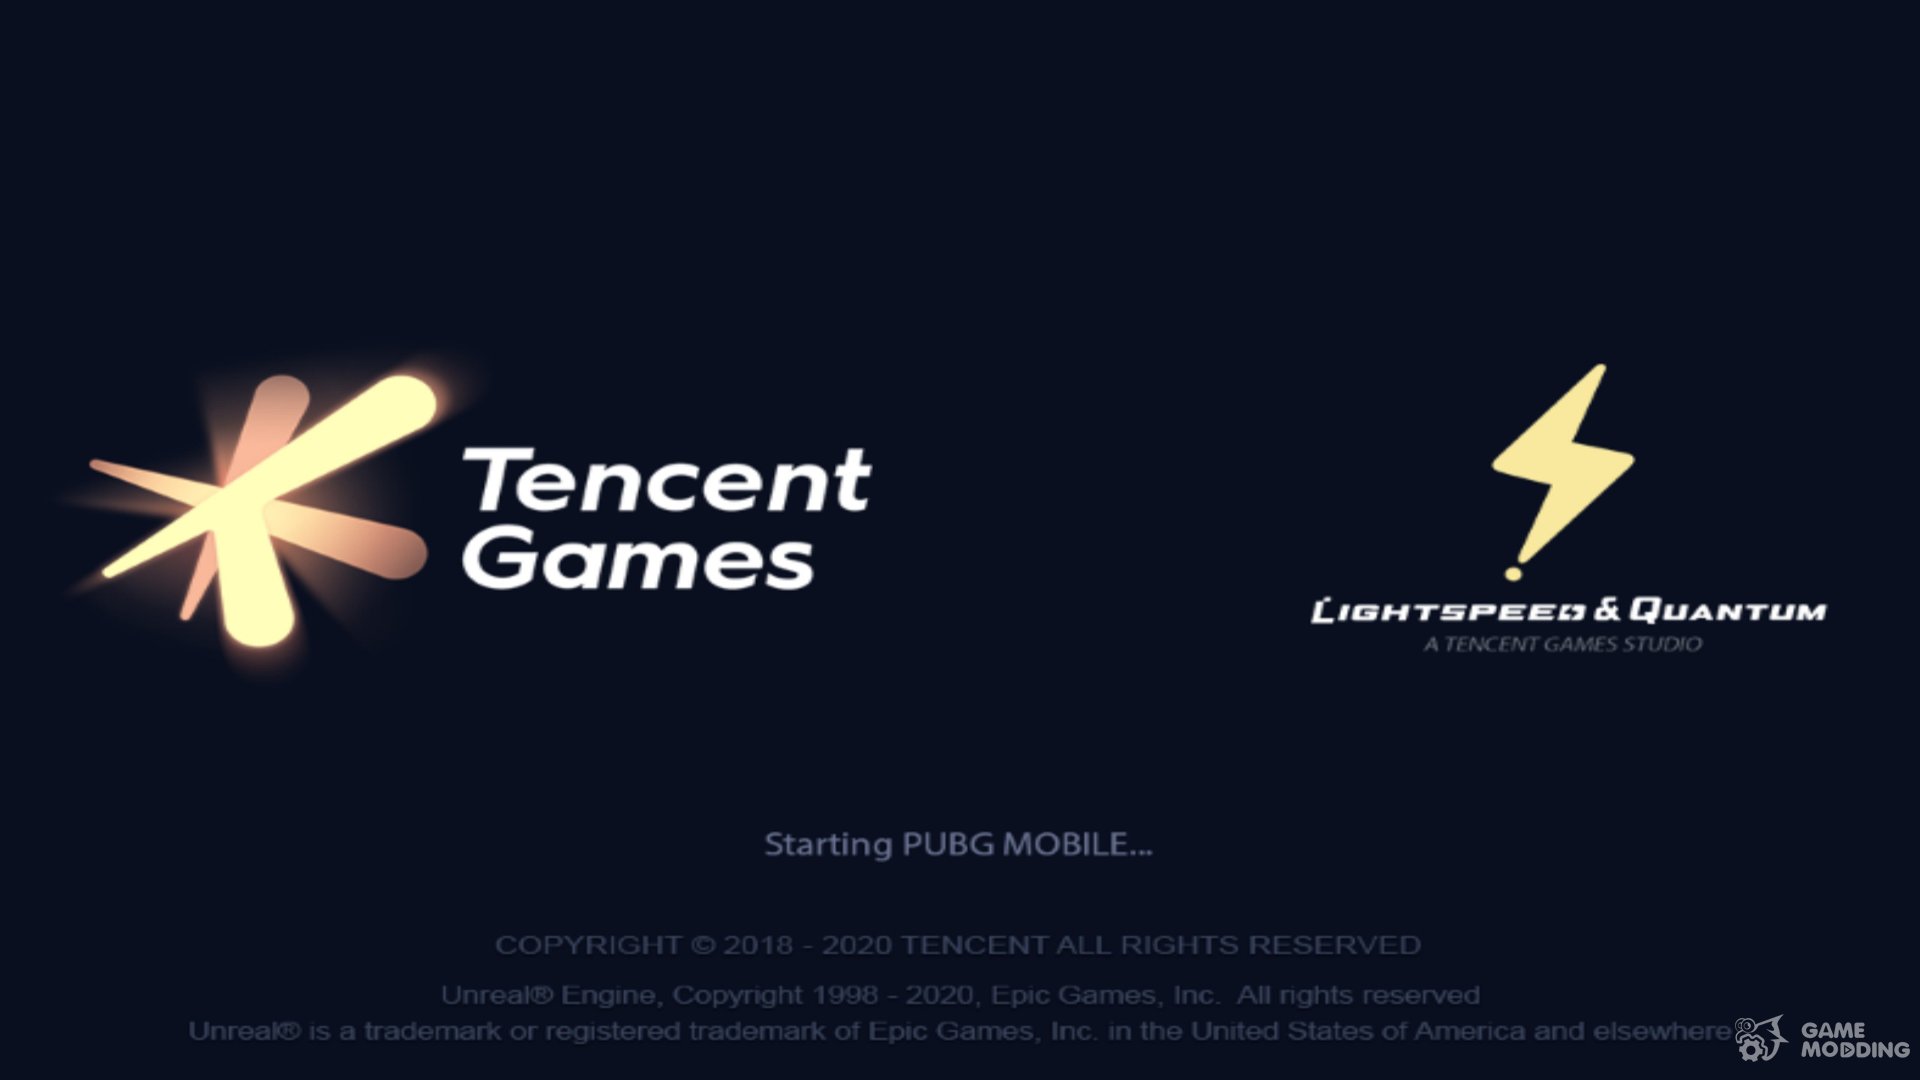 Tencent
Games
LIGHTSPEED & QUANTUM
A TENCENT GAMES STUDIO
Starting PUBG MOBILE...
COPYRIGHT © 2018 - 2020 TENCENT ALL RIGHTS RESERVED
Unreal® Engine, Copyright 1998 - 2020, Epic Games, Inc. All rights reserved
Unreal® is a trademark or registered trademark of Epic Games, Inc. in the United States of America and elsewhere
GAME
MODDING